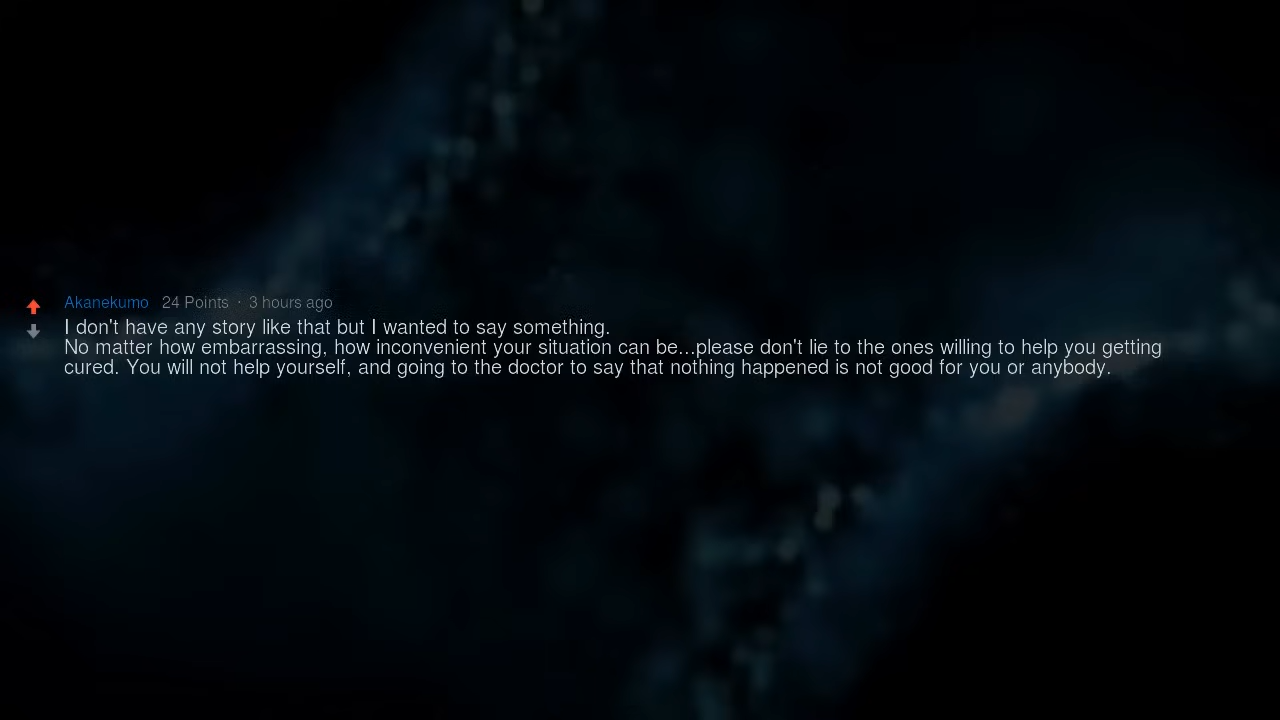 Akanekumo 24 Points · 3 hours ago
I don't have any story like that but I wanted to say something.
No matter how embarrassing, how inconvenient your situation can be...please don't lie to the ones willing to help you getting
cured. You will not help yourself, and going to the doctor to say that nothing happened is not good for you or anybody.